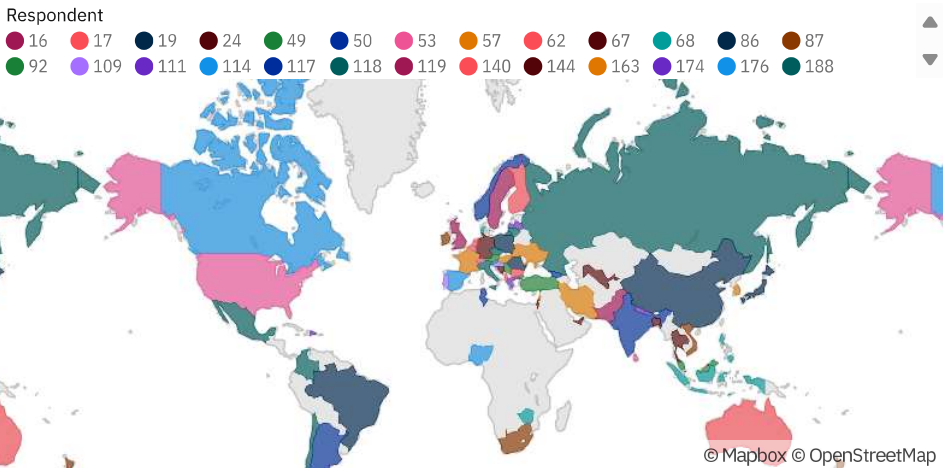 Respondent
16 17 19 24 49 50 53 57 62 67 68 86 87
92 109 111 114 117 118 119 140 144 163 174 176 188
© Mapbox © OpenStreetMap